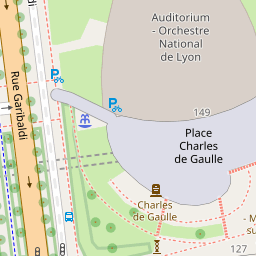 Auditorium
- Orchestre
National
de Lyon
149
Rue Garibaldi
Place
Charles
de Gaulle
Charles
de Gaulle
127